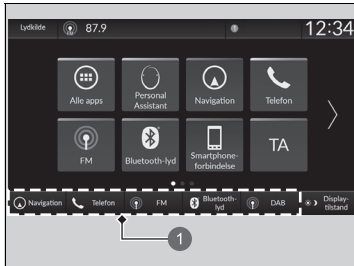 Lydkilde 87.9 12:34
Alle apps
Personal
Assistant
Navigation
Telefon
FM
Bluetooth-lyd
Smartphone-
forbindelse
TA
Navigation
Telefon
FM
Bluetooth-
lyd
DAB
Display-
tilstand
1